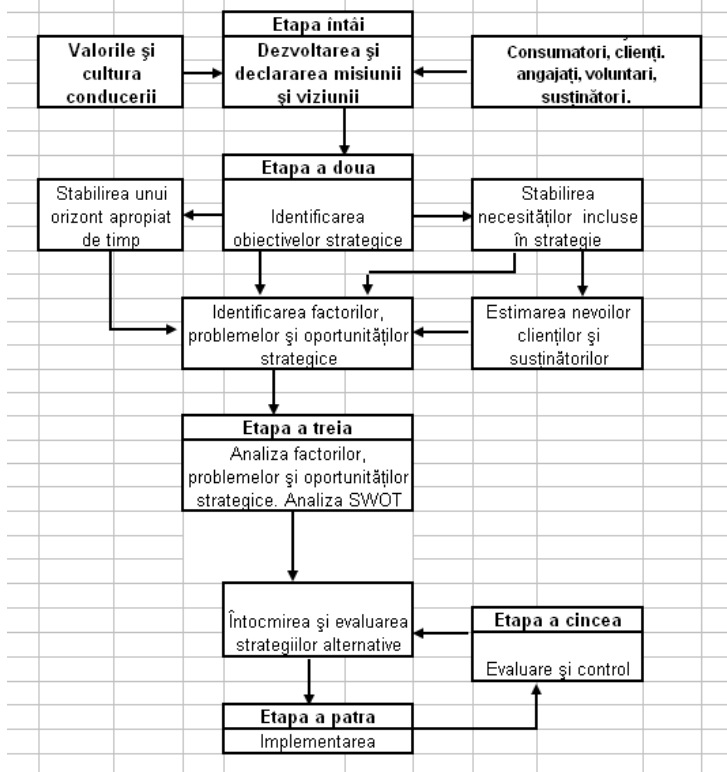 Etapa întâi
Valorile şi
cultura
conducerii
Dezvoltarea şi
declararea misiunii
şi viziunii
Consumatori, clienţi.
angajaţi, voluntari,
susţinători.
Etapa a doua
Stabilirea unui
orizont apropiat
de timp
Identificarea
obiectivelor strategice
Stabilirea
necesităţilor incluse
în strategie
Identificarea factorilor,
problemelor şi oportunităţilor
strategice
Estimarea nevoilor
clienţilor şi
susţinătorilor
Etapa a treia
Analiza factorilor,
problemelor şi oportunităţilor
strategice. Analiza SWOT
Întocmirea şi evaluarea
strategiilor alternative
Etapa a cincea
Evaluare şi control
Etapa a patra
Implementarea